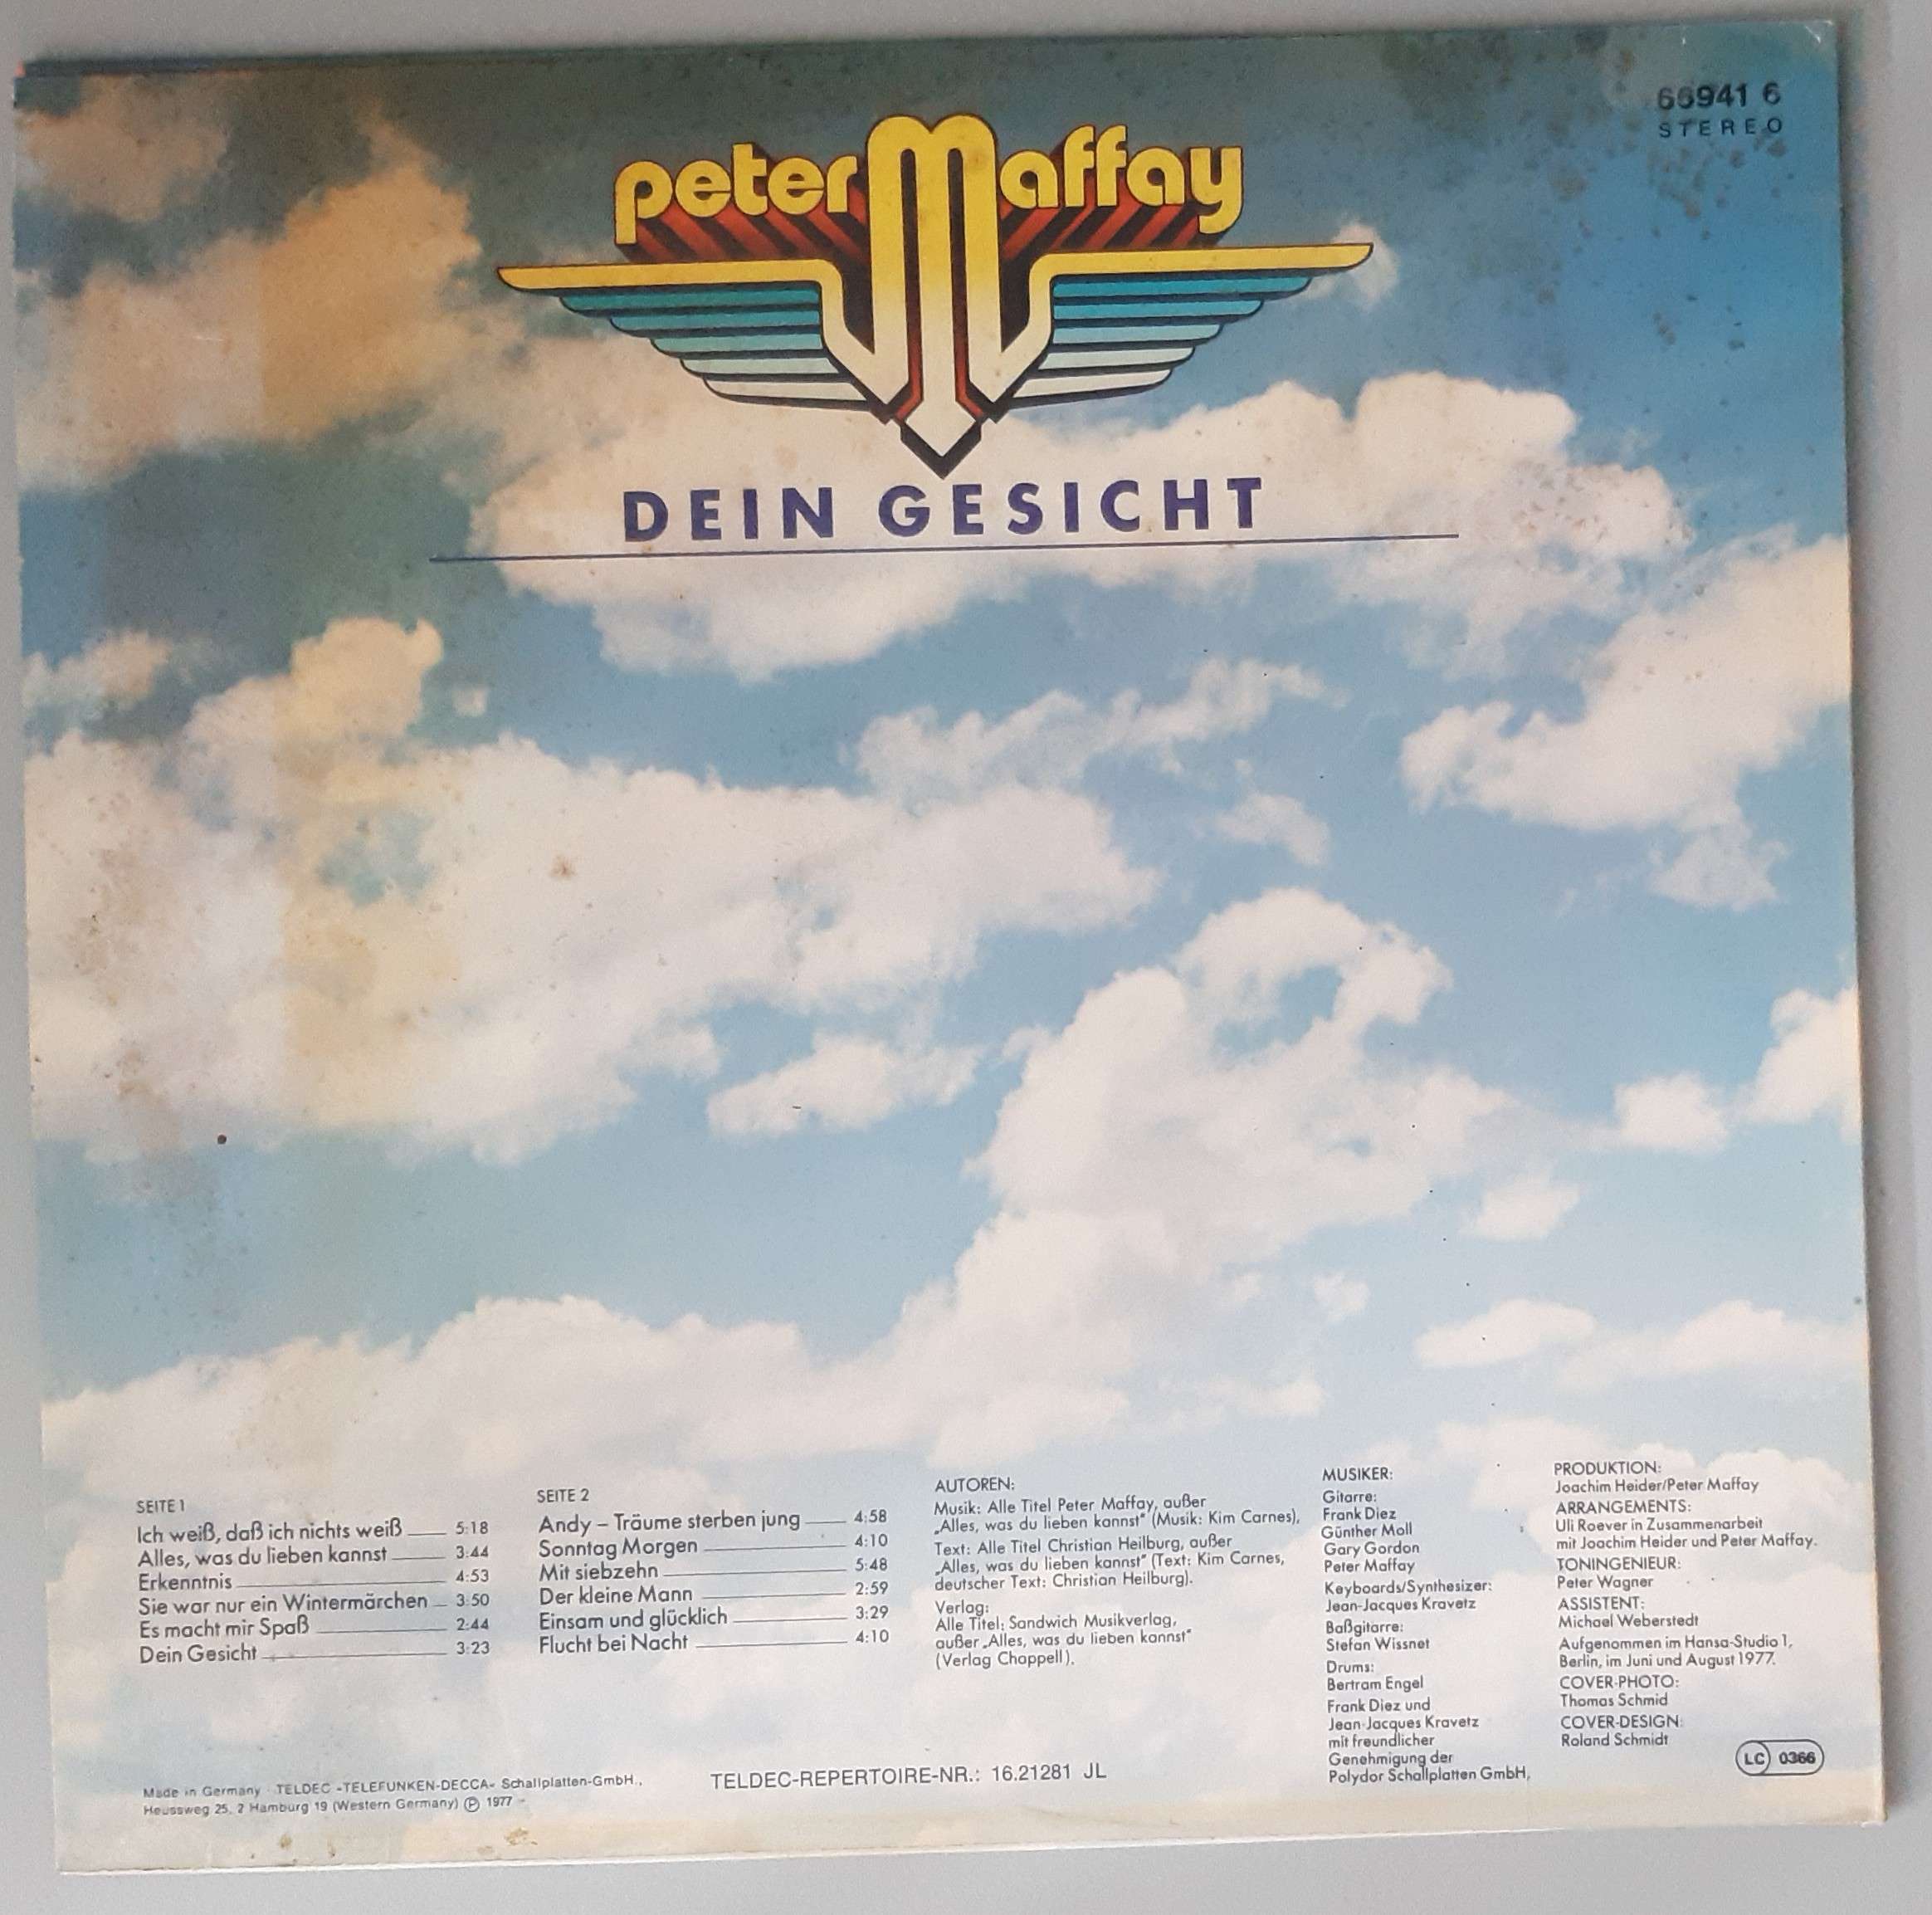 66941 6
STEREO
peter Maffay
DEIN GESICHT
SEITE 1
Ich weiß, daß ich nichts weiß 5:18
Alles, was du lieben kannst 3:44
Erkenntnis 4:53
Sie war nur ein Wintermärchen 3:50
Es macht mir Spaß 2:44
Dein Gesicht 3:23
SEITE 2
Andy – Träume sterben jung 4:58
Sonntag Morgen 4:10
Mit siebzehn 5:48
Der kleine Mann 2:59
Einsam und glücklich 3:29
Flucht bei Nacht 4:10
AUTOREN:
Musik: Alle Titel Peter Maffay, außer
„Alles, was du lieben kannst" (Musik: Kim Carnes),
Text: Alle Titel Christian Heilburg, außer
„Alles, was du lieben kannst" (Text: Kim Carnes,
deutscher Text: Christian Heilburg).
Verlag:
Alle Titel: Sandwich Musikverlag,
außer „Alles, was du lieben kannst"
(Verlag Chappell).
MUSIKER:
Gitarre:
Frank Diez
Günther Moll
Gary Gordon
Peter Maffay
Keyboards/Synthesizer:
Jean-Jacques Kravetz
Baßgitarre:
Stefan Wissnet
Drums:
Bertram Engel
Frank Diez und
Jean-Jacques Kravetz
mit freundlicher
Genehmigung der
Polydor Schallplatten GmbH,
PRODUKTION:
Joachim Heider/Peter Maffay
ARRANGEMENTS:
Uli Roever in Zusammenarbeit
mit Joachim Heider und Peter Maffay.
TONINGENIEUR:
Peter Wagner
ASSISTENT:
Michael Weberstedt
Aufgenommen im Hansa-Studio 1,
Berlin, im Juni und August 1977.
COVER-PHOTO:
Thomas Schmid
COVER-DESIGN:
Roland Schmidt
LC 0366
Made in Germany · TELDEC »TELEFUNKEN-DECCA« Schallplatten-GmbH.,
Heussweg 25, 2 Hamburg 19 (Western Germany) Ⓟ 1977
TELDEC-REPERTOIRE-NR.: 16.21281 JL